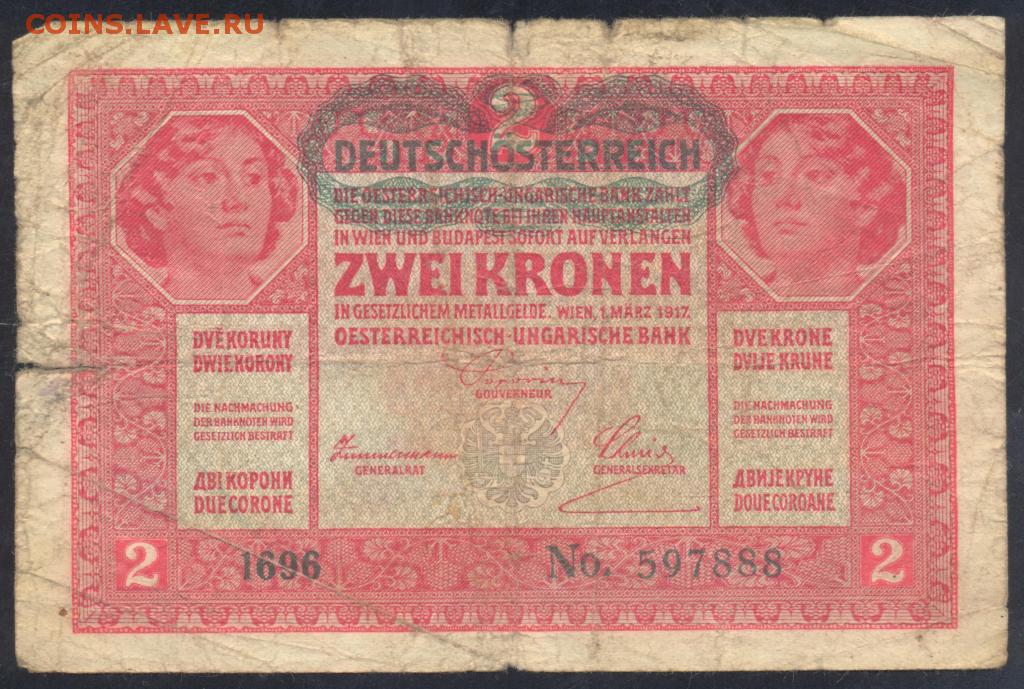 COINS.LAVE.RU
2
DEUTSCHÖSTERREICH
DIE OESTERREICHISCH-UNGARISCHE BANK ZAHLT
GEGEN DIESE BANKNOTE BEI IHREN HAUPTANSTALTEN
IN WIEN UND BUDAPEST SOFORT AUF VERLANGEN
ZWEI KRONEN
IN GESETZLICHEM METALLGELDE. WIEN, 1. MÄRZ 1917.
OESTERREICHISCH-UNGARISCHE BANK
GOUVERNEUR
GENERALRAT
GENERALSEKRETÄR
DVĚ KORUNY
DWIE KORONY
DIE NACHMACHUNG
DER BANKNOTEN WIRD
GESETZLICH BESTRAFT
ДВІ КОРОНИ
DUE CORONE
DVE KRONE
DVIJE KRUNE
DIE NACHMACHUNG
DER BANKNOTEN WIRD
GESETZLICH BESTRAFT
ДВИЈЕ КРУНЕ
DOUE COROANE
2
1696
No. 597888
2